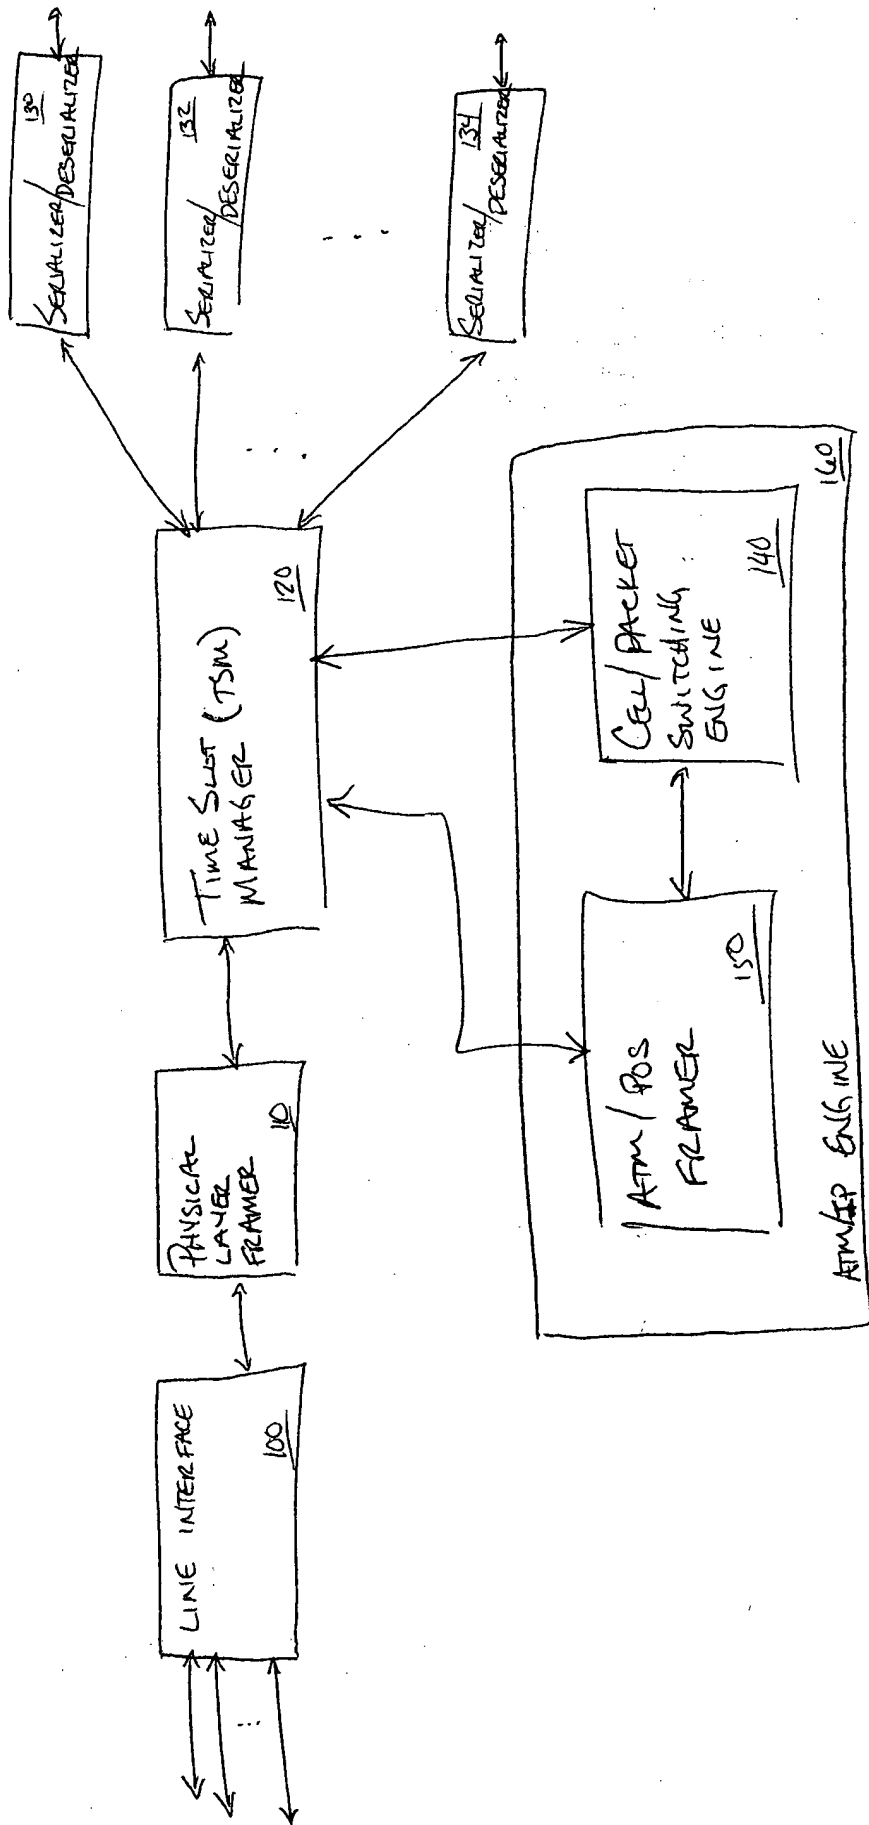 LINE INTERFACE
100
PHYSICAL
LAYER
FRAMER
110
TIME SLOT (TSM)
MANAGER
120
SERIALIZER/
DESERIALIZER
130
SERIALIZER/
DESERIALIZER
132
...
SERIALIZER/
DESERIALIZER
134
...
...
ATM/POS
FRAMER
150
CELL/PACKET
SWITCHING
ENGINE
140
ATM/IP ENGINE
160